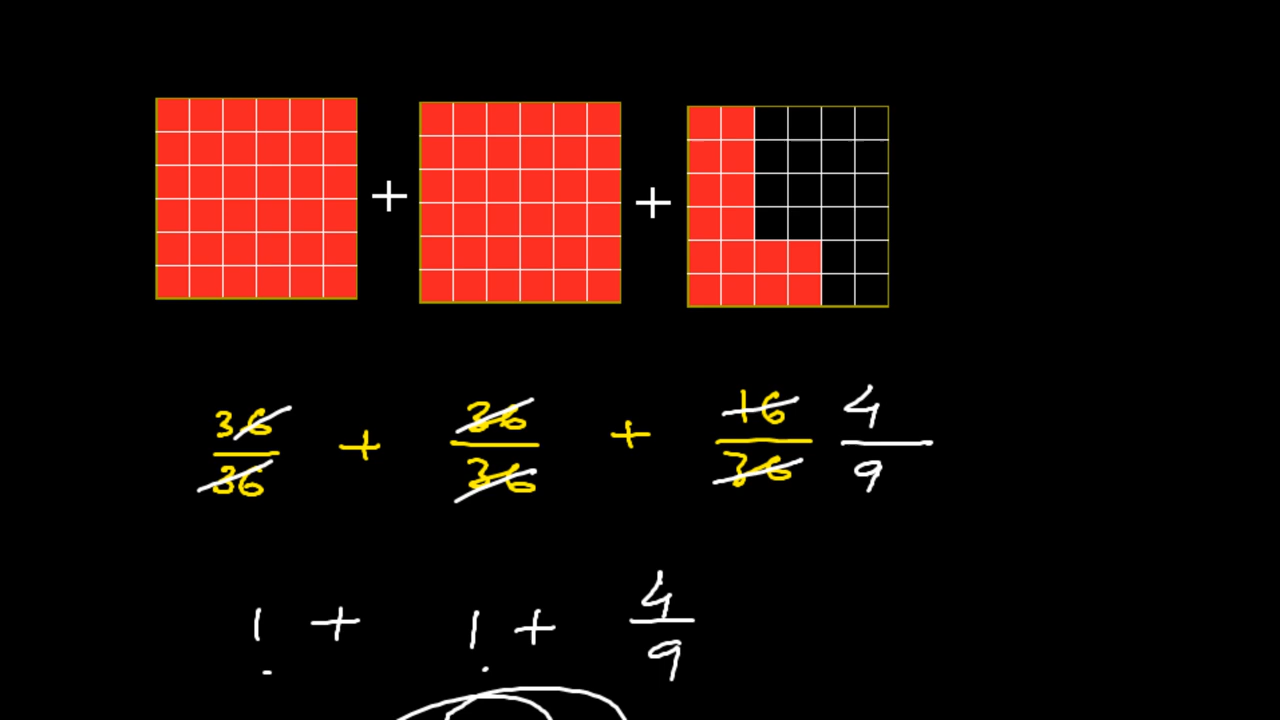 + +
36/36 + 36/36 + 16/36 4/9
1 + 1 + 4/9